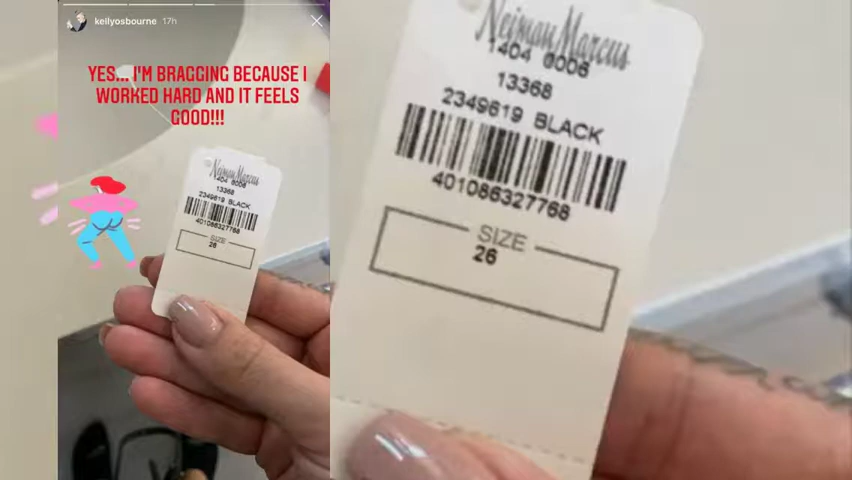 keilyosbourne 17h
YES... I'M BRAGGING BECAUSE I
WORKED HARD AND IT FEELS
GOOD!!!
Neiman Marcus
1404 0006
13368
2349619 BLACK
401086327768
SIZE
26
Neiman Marcus
1404 0006
13368
2349619 BLACK
401086327768
SIZE
26